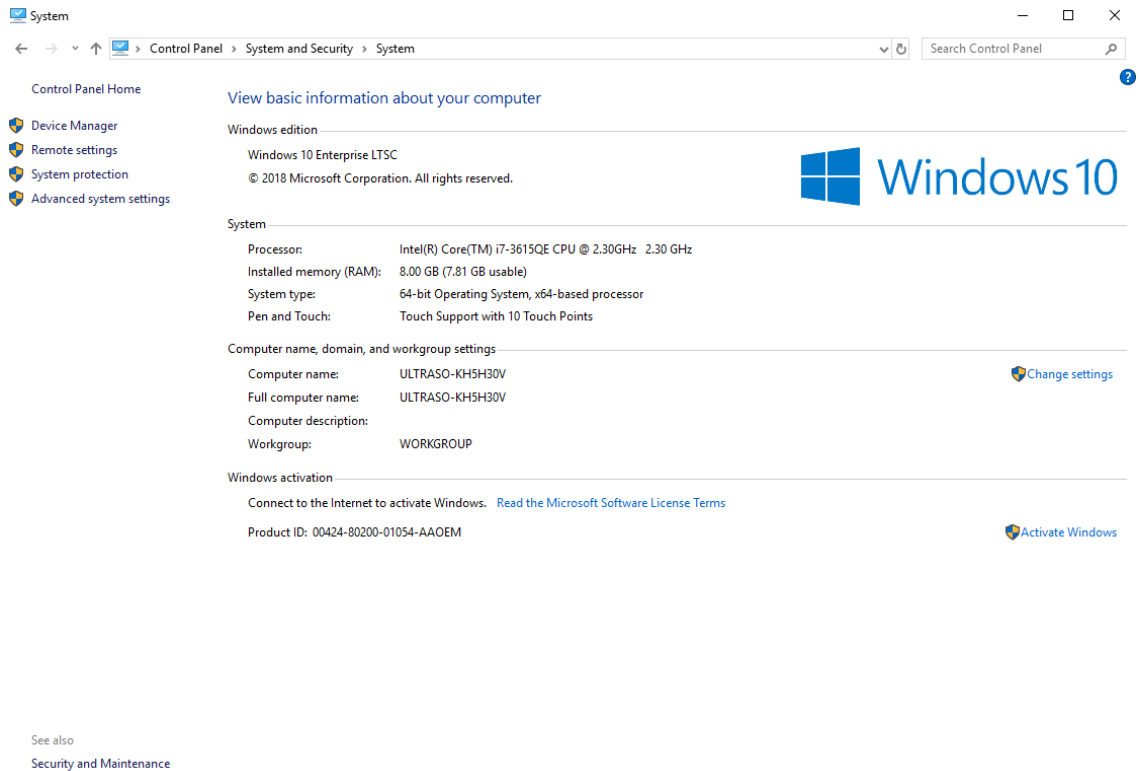 System
Control Panel › System and Security › System
Search Control Panel
?
Control Panel Home
Device Manager
Remote settings
System protection
Advanced system settings
View basic information about your computer
Windows edition
Windows 10 Enterprise LTSC
© 2018 Microsoft Corporation. All rights reserved.
Windows 10
System
Processor: Intel(R) Core(TM) i7-3615QE CPU @ 2.30GHz 2.30 GHz
Installed memory (RAM): 8.00 GB (7.81 GB usable)
System type: 64-bit Operating System, x64-based processor
Pen and Touch: Touch Support with 10 Touch Points
Computer name, domain, and workgroup settings
Computer name: ULTRASO-KH5H30V
Change settings
Full computer name: ULTRASO-KH5H30V
Computer description:
Workgroup: WORKGROUP
Windows activation
Connect to the Internet to activate Windows. Read the Microsoft Software License Terms
Product ID: 00424-80200-01054-AAOEM
Activate Windows
See also
Security and Maintenance